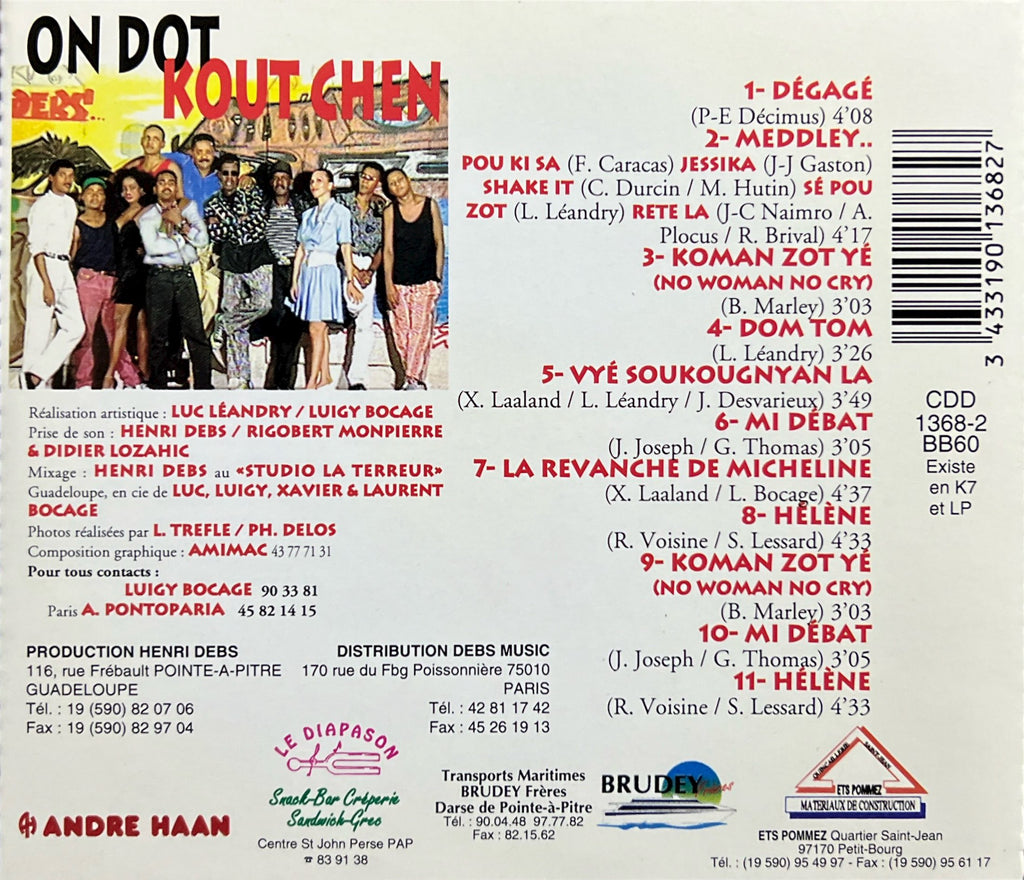 ON DOT
KOUT CHEN
DEBS!..
Réalisation artistique : LUC LÉANDRY / LUIGY BOCAGE
Prise de son : HENRI DEBS / RIGOBERT MONPIERRE
& DIDIER LOZAHIC
Mixage : HENRI DEBS au «STUDIO LA TERREUR»
Guadeloupe, en cie de LUC, LUIGY, XAVIER & LAURENT
BOCAGE
Photos réalisées par L. TREFLE / PH. DELOS
Composition graphique : AMIMAC 43 77 71 31
Pour tous contacts :
LUIGY BOCAGE 90 33 81
Paris A. PONTOPARIA 45 82 14 15
1- DÉGAGÉ
(P-E Décimus) 4'08
2- MEDDLEY..
POU KI SA (F. Caracas) JESSIKA (J-J Gaston)
SHAKE IT (C. Durcin / M. Hutin) SÉ POU
ZOT (L. Léandry) RETE LA (J-C Naimro / A.
Plocus / R. Brival) 4'17
3- KOMAN ZOT YÉ
(NO WOMAN NO CRY)
(B. Marley) 3'03
4- DOM TOM
(L. Léandry) 3'26
5- VYÉ SOUKOUGNYAN LA
(X. Laaland / L. Léandry / J. Desvarieux) 3'49
6- MI DÉBAT
(J. Joseph / G. Thomas) 3'05
7- LA REVANCHE DE MICHELINE
(X. Laaland / L. Bocage) 4'37
8- HÉLÈNE
(R. Voisine / S. Lessard) 4'33
9- KOMAN ZOT YÉ
(NO WOMAN NO CRY)
(B. Marley) 3'03
10- MI DÉBAT
(J. Joseph / G. Thomas) 3'05
11- HÉLÈNE
(R. Voisine / S. Lessard) 4'33
3 433190 136827
CDD
1368-2
BB60
Existe
en K7
et LP
PRODUCTION HENRI DEBS
116, rue Frébault POINTE-A-PITRE
GUADELOUPE
Tél. : 19 (590) 82 07 06
Fax : 19 (590) 82 97 04
DISTRIBUTION DEBS MUSIC
170 rue du Fbg Poissonnière 75010
PARIS
Tél. : 42 81 17 42
Fax : 45 26 19 13
ANDRE HAAN
LE DIAPASON
Snack-Bar Crêperie
Sandwich-Grec
Centre St John Perse PAP
☎ 83 91 38
Transports Maritimes
BRUDEY Frères
Darse de Pointe-à-Pitre
Tél. : 90.04.48 97.77.82
Fax : 82.15.62
BRUDEY
QUINCAILLERIE SAINT-JEAN
ETS POMMEZ
MATERIAUX DE CONSTRUCTION
ETS POMMEZ Quartier Saint-Jean
97170 Petit-Bourg
Tél. : (19 590) 95 49 97 - Fax : (19 590) 95 61 17